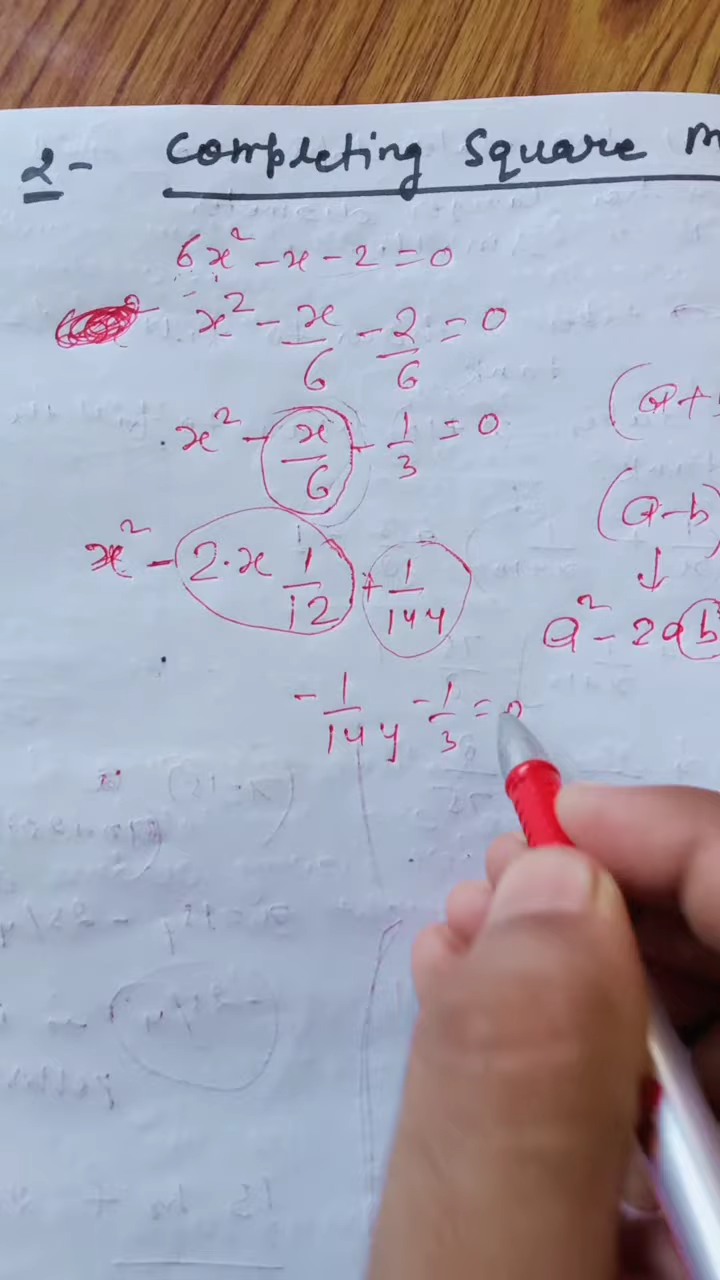 2- Completing Square M
6x² - x - 2 = 0
x² - x/6 - 2/6 = 0
x² - x/6 - 1/3 = 0
x² - 2·x 1/12 + 1/144
- 1/144 - 1/3 = 0
(a+
(a-b)
↓
a² - 2ab